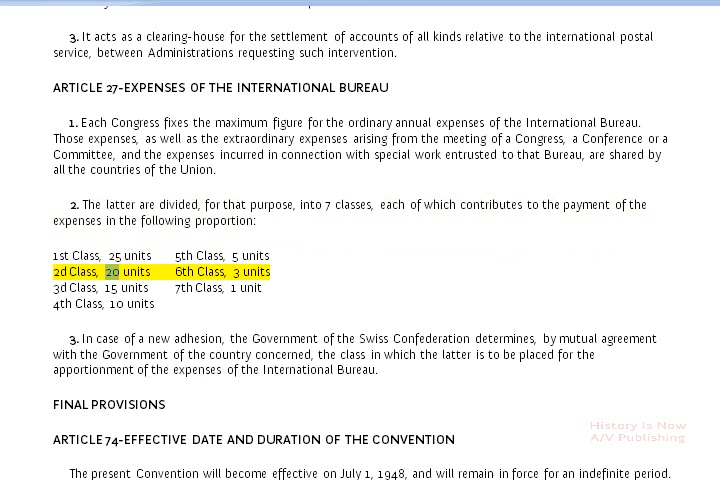 3. It acts as a clearing-house for the settlement of accounts of all kinds relative to the international postal
service, between Administrations requesting such intervention.
ARTICLE 27-EXPENSES OF THE INTERNATIONAL BUREAU
1. Each Congress fixes the maximum figure for the ordinary annual expenses of the International Bureau.
Those expenses, as well as the extraordinary expenses arising from the meeting of a Congress, a Conference or a
Committee, and the expenses incurred in connection with special work entrusted to that Bureau, are shared by
all the countries of the Union.
2. The latter are divided, for that purpose, into 7 classes, each of which contributes to the payment of the
expenses in the following proportion:
1st Class, 25 units 5th Class, 5 units
2d Class, 20 units 6th Class, 3 units
3d Class, 15 units 7th Class, 1 unit
4th Class, 10 units
3. In case of a new adhesion, the Government of the Swiss Confederation determines, by mutual agreement
with the Government of the country concerned, the class in which the latter is to be placed for the
apportionment of the expenses of the International Bureau.
FINAL PROVISIONS
History Is Now
A/V Publishing
ARTICLE 74-EFFECTIVE DATE AND DURATION OF THE CONVENTION
The present Convention will become effective on July 1, 1948, and will remain in force for an indefinite period.